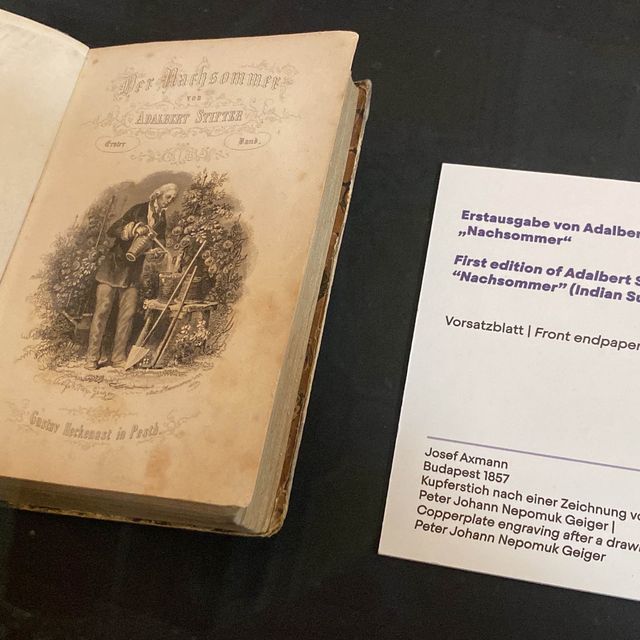 Der Nachsommer
VON
ADALBERT STIFTER
Erster Band.
Gustav Heckenast in Pesth.
Erstausgabe von Adalber
„Nachsommer“
First edition of Adalbert S
“Nachsommer” (Indian Su
Vorsatzblatt | Front endpaper
Josef Axmann
Budapest 1857
Kupferstich nach einer Zeichnung vo
Peter Johann Nepomuk Geiger |
Copperplate engraving after a draw
Peter Johann Nepomuk Geiger